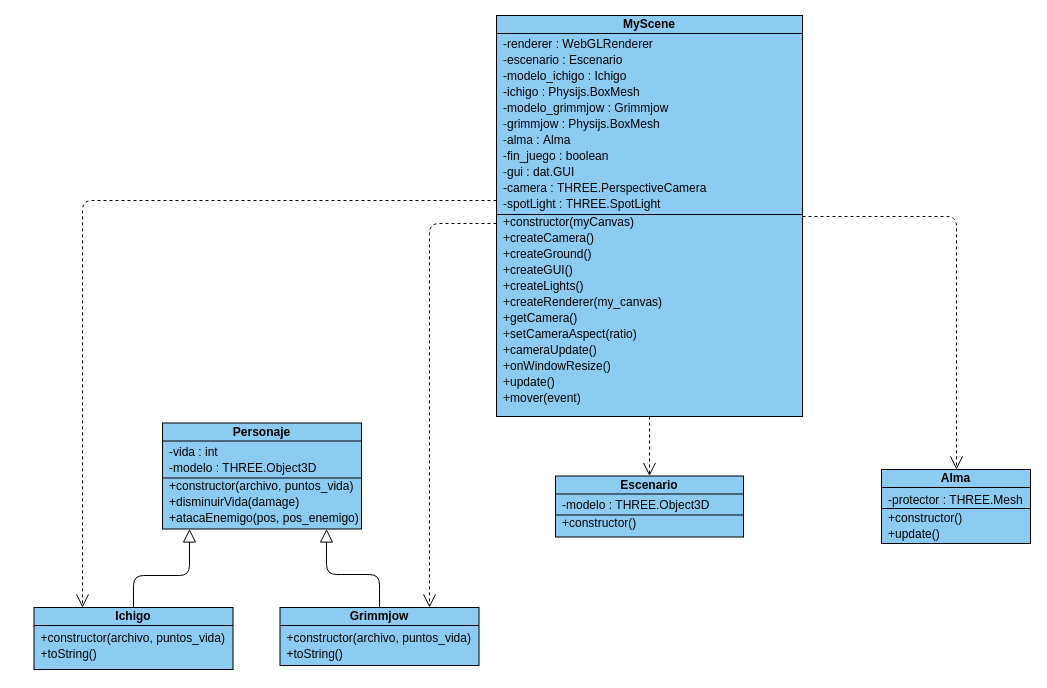 MyScene
-renderer : WebGLRenderer
-escenario : Escenario
-modelo_ichigo : Ichigo
-ichigo : Physijs.BoxMesh
-modelo_grimmjow : Grimmjow
-grimmjow : Physijs.BoxMesh
-alma : Alma
-fin_juego : boolean
-gui : dat.GUI
-camera : THREE.PerspectiveCamera
-spotLight : THREE.SpotLight
+constructor(myCanvas)
+createCamera()
+createGround()
+createGUI()
+createLights()
+createRenderer(my_canvas)
+getCamera()
+setCameraAspect(ratio)
+cameraUpdate()
+onWindowResize()
+update()
+mover(event)
Personaje
-vida : int
-modelo : THREE.Object3D
+constructor(archivo, puntos_vida)
+disminuirVida(damage)
+atacaEnemigo(pos, pos_enemigo)
Escenario
-modelo : THREE.Object3D
+constructor()
Alma
-protector : THREE.Mesh
+constructor()
+update()
Ichigo
+constructor(archivo, puntos_vida)
+toString()
Grimmjow
+constructor(archivo, puntos_vida)
+toString()